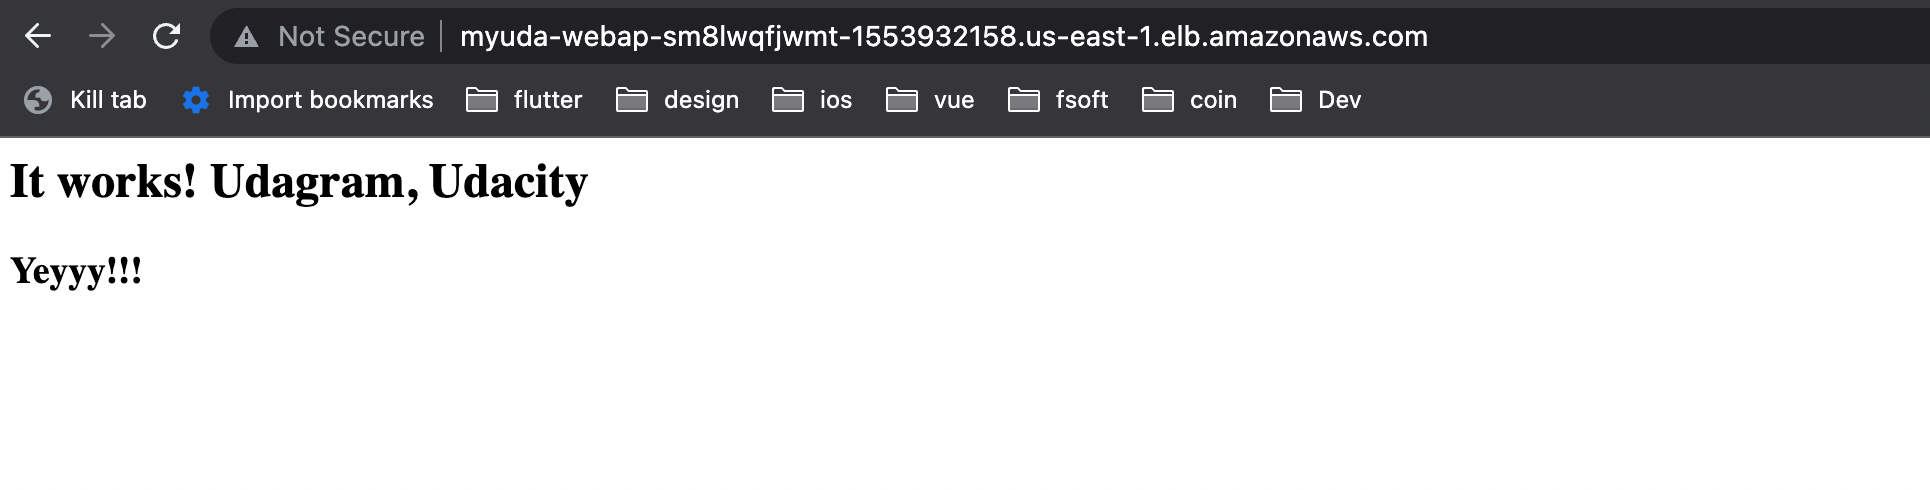 Not Secure myuda-webap-sm8lwqfjwmt-1553932158.us-east-1.elb.amazonaws.com
Kill tab Import bookmarks flutter design ios vue fsoft coin Dev
It works! Udagram, Udacity
Yeyyy!!!